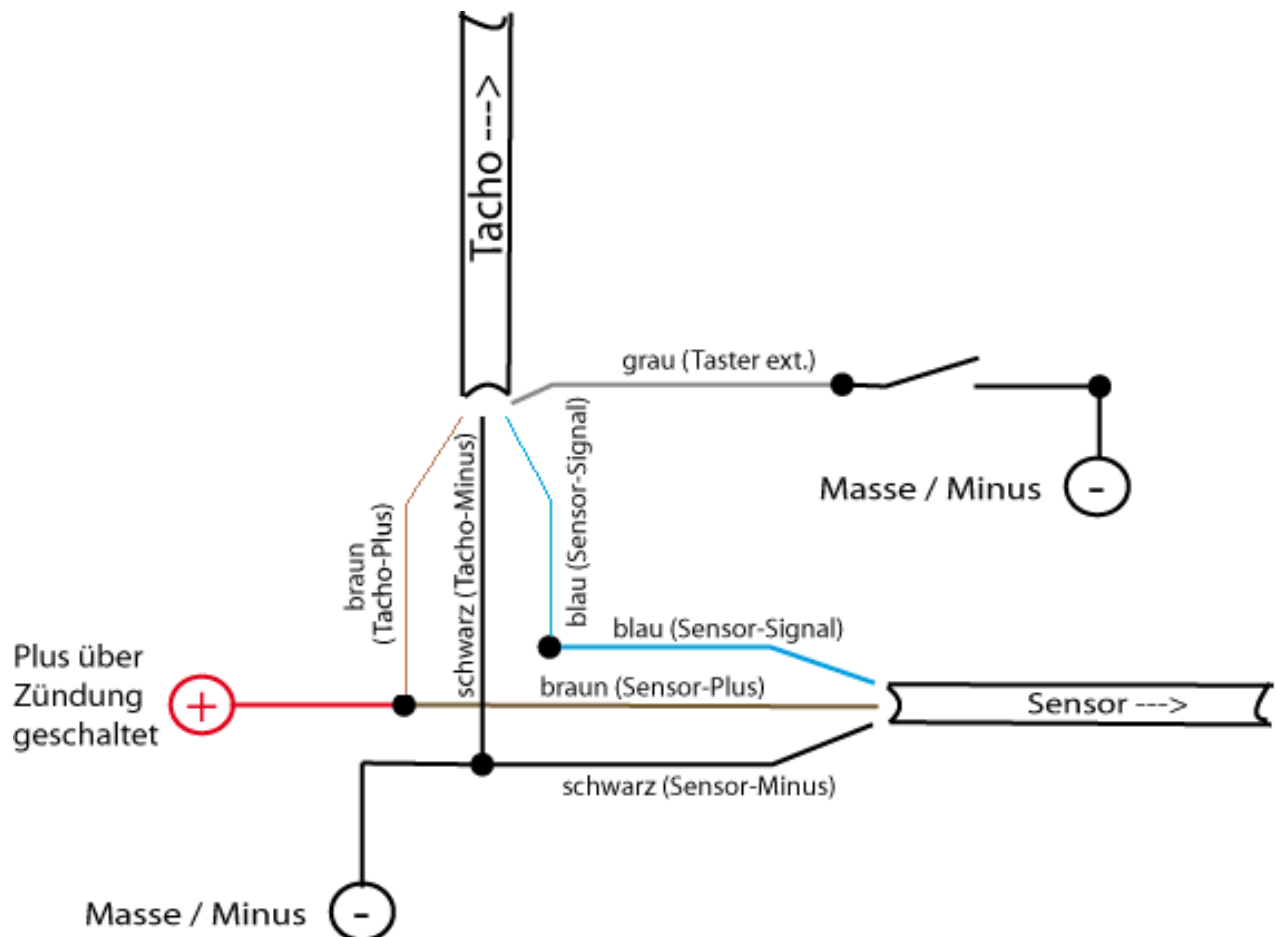 Tacho ---->
grau (Taster ext.)
Masse / Minus
-
braun
(Tacho-Plus)
schwarz (Tacho-Minus)
blau (Sensor-Signal)
blau (Sensor-Signal)
Plus über
Zündung
geschaltet
+
braun (Sensor-Plus)
Sensor --->
schwarz (Sensor-Minus)
Masse / Minus
-